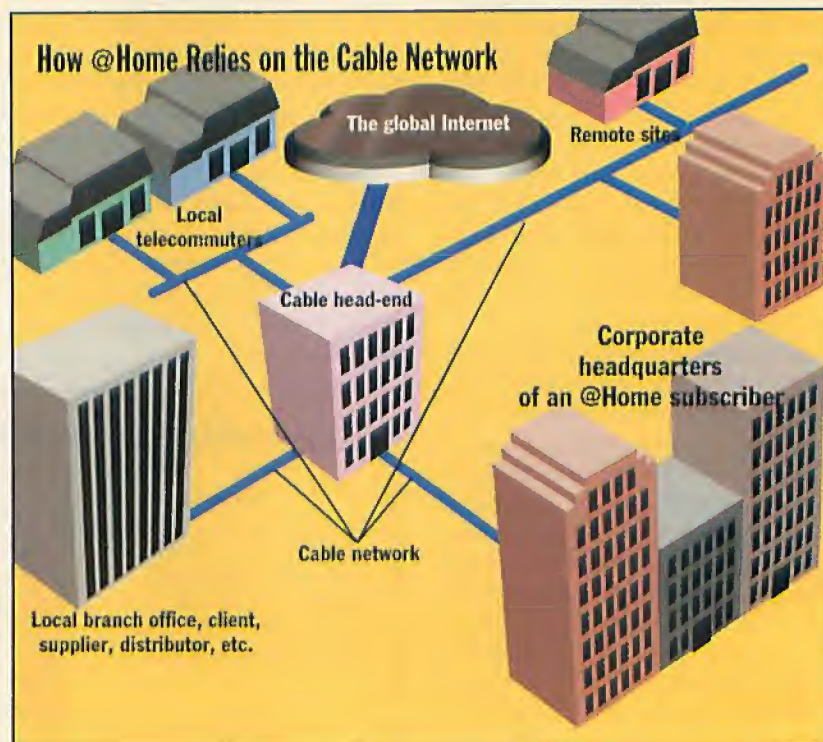 How @Home Relies on the Cable Network
The global Internet
Remote sites
Local
telecommuters
Cable head-end
Corporate
headquarters
of an @Home subscriber
Cable network
Local branch office, client,
supplier, distributor, etc.